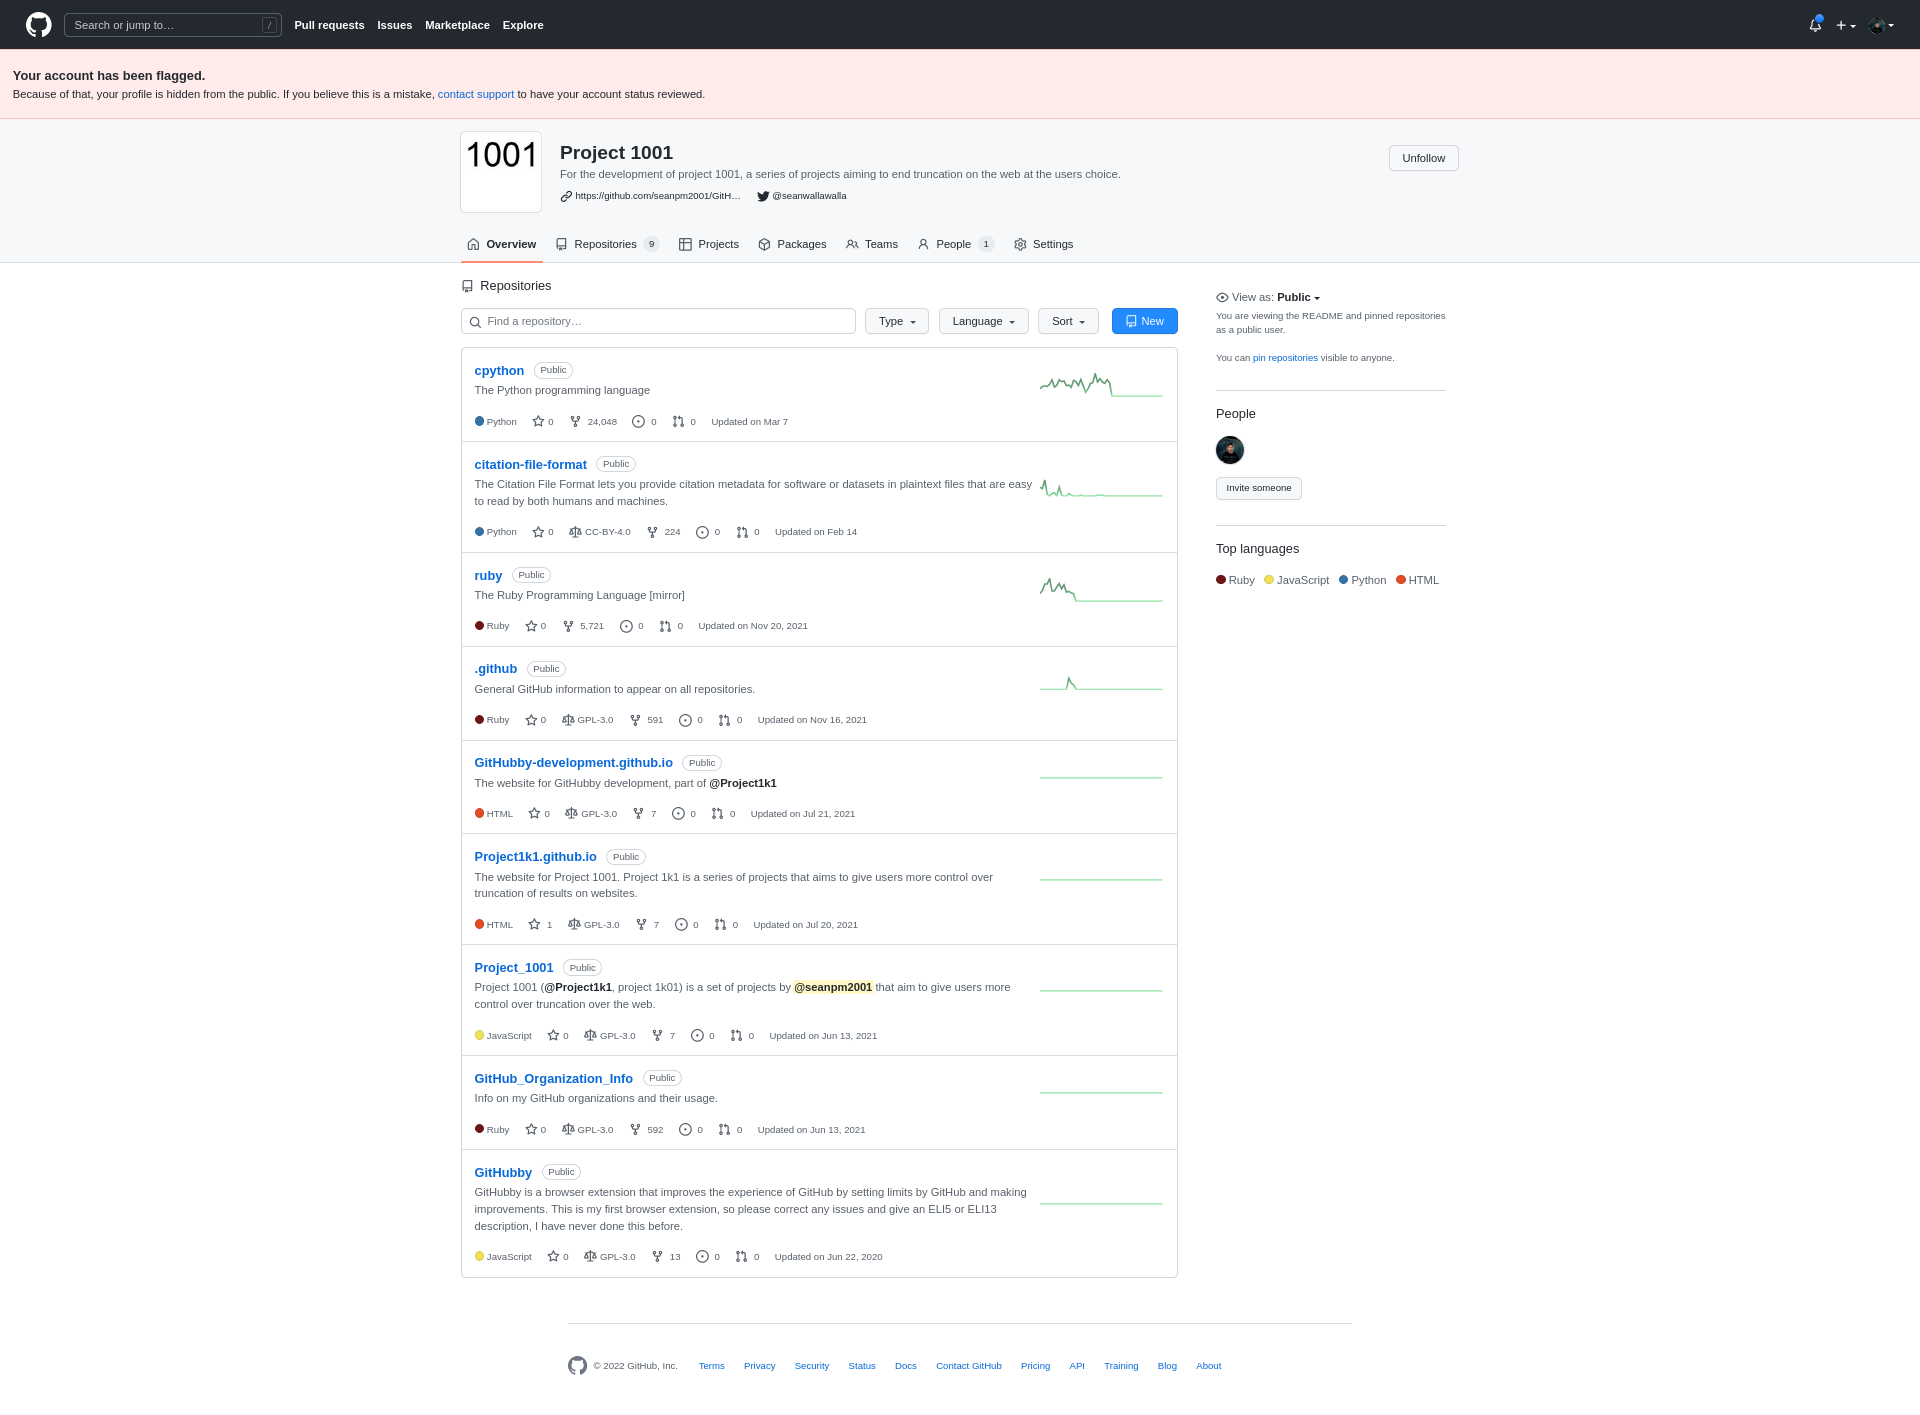 Search or jump to… /
Pull requests Issues Marketplace Explore
Your account has been flagged.
Because of that, your profile is hidden from the public. If you believe this is a mistake, contact support to have your account status reviewed.
1001
Project 1001
For the development of project 1001, a series of projects aiming to end truncation on the web at the users choice.
https://github.com/seanpm2001/GitH… @seanwallawalla
Unfollow
Overview Repositories 9 Projects Packages Teams People 1 Settings
Repositories
Find a repository… Type Language Sort New
cpython Public
The Python programming language
Python 0 24,048 0 0 Updated on Mar 7
citation-file-format Public
The Citation File Format lets you provide citation metadata for software or datasets in plaintext files that are easy
to read by both humans and machines.
Python 0 CC-BY-4.0 224 0 0 Updated on Feb 14
ruby Public
The Ruby Programming Language [mirror]
Ruby 0 5,721 0 0 Updated on Nov 20, 2021
.github Public
General GitHub information to appear on all repositories.
Ruby 0 GPL-3.0 591 0 0 Updated on Nov 16, 2021
GitHubby-development.github.io Public
The website for GitHubby development, part of @Project1k1
HTML 0 GPL-3.0 7 0 0 Updated on Jul 21, 2021
Project1k1.github.io Public
The website for Project 1001. Project 1k1 is a series of projects that aims to give users more control over
truncation of results on websites.
HTML 1 GPL-3.0 7 0 0 Updated on Jul 20, 2021
Project_1001 Public
Project 1001 (@Project1k1, project 1k01) is a set of projects by @seanpm2001 that aim to give users more
control over truncation over the web.
JavaScript 0 GPL-3.0 7 0 0 Updated on Jun 13, 2021
GitHub_Organization_Info Public
Info on my GitHub organizations and their usage.
Ruby 0 GPL-3.0 592 0 0 Updated on Jun 13, 2021
GitHubby Public
GitHubby is a browser extension that improves the experience of GitHub by setting limits by GitHub and making
improvements. This is my first browser extension, so please correct any issues and give an ELI5 or ELI13
description, I have never done this before.
JavaScript 0 GPL-3.0 13 0 0 Updated on Jun 22, 2020
View as: Public
You are viewing the README and pinned repositories
as a public user.
You can pin repositories visible to anyone.
People
Invite someone
Top languages
Ruby JavaScript Python HTML
© 2022 GitHub, Inc. Terms Privacy Security Status Docs Contact GitHub Pricing API Training Blog About